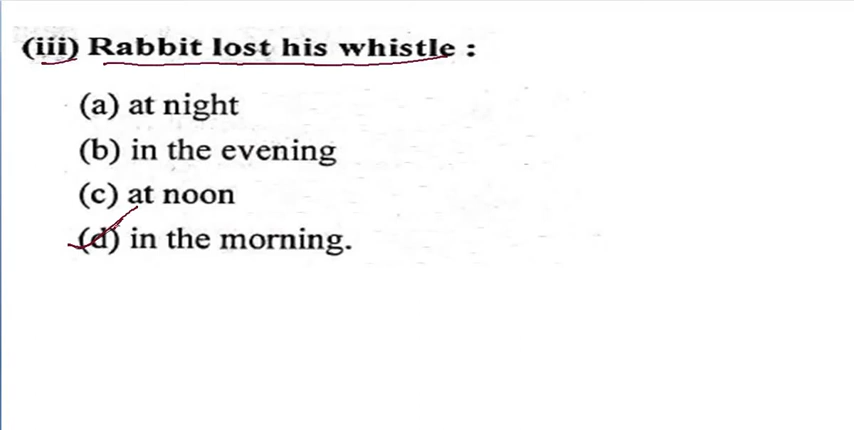 (iii) Rabbit lost his whistle :
(a) at night
(b) in the evening
(c) at noon
(d) in the morning.